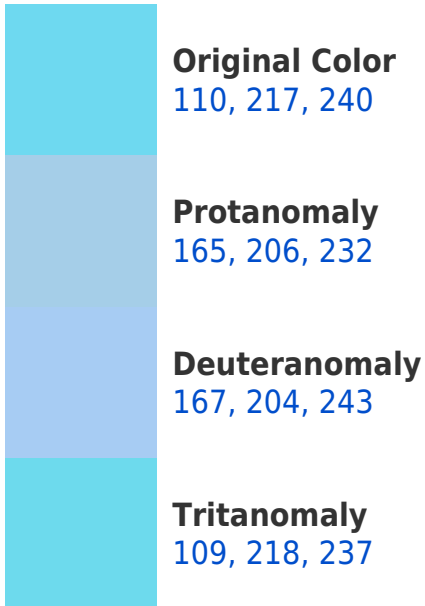 Original Color
110, 217, 240
Protanomaly
165, 206, 232
Deuteranomaly
167, 204, 243
Tritanomaly
109, 218, 237